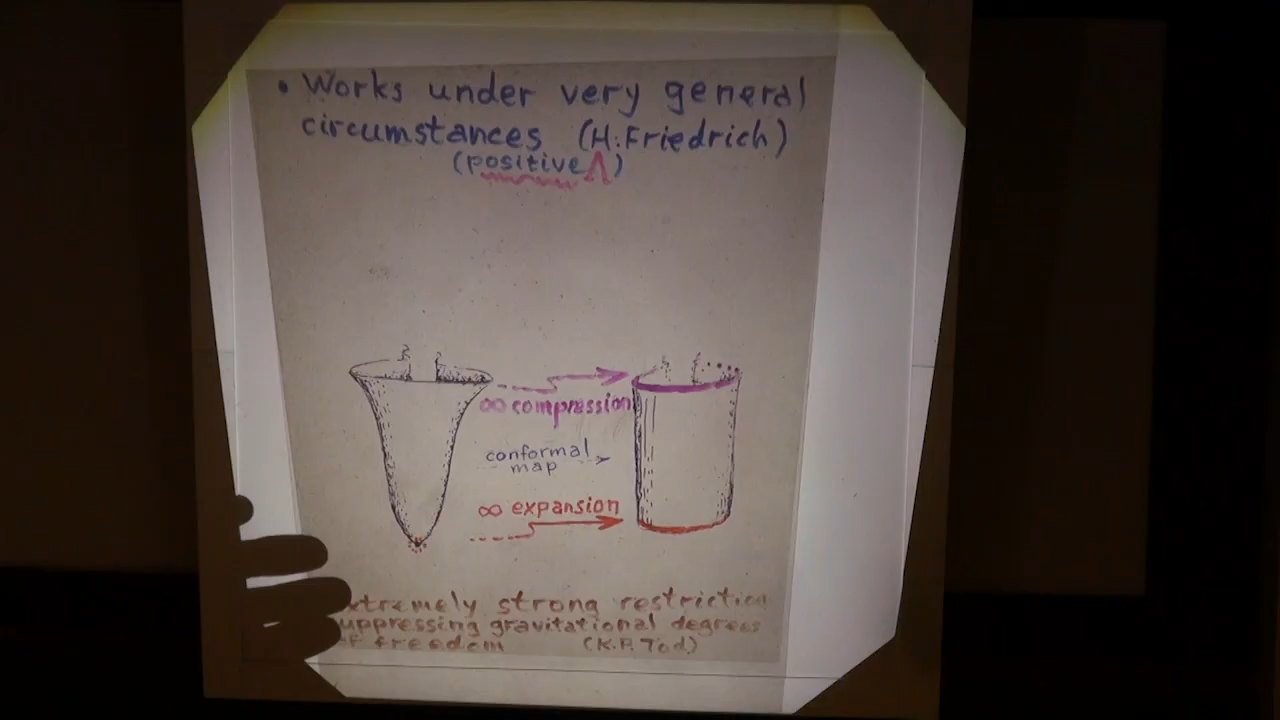 • Works under very general
circumstances (H. Friedrich)
(positive Λ)
∞ compression
conformal
map
∞ expansion
xtremely strong restriction
uppressing gravitational degrees
f freedom (K.P. Tod)